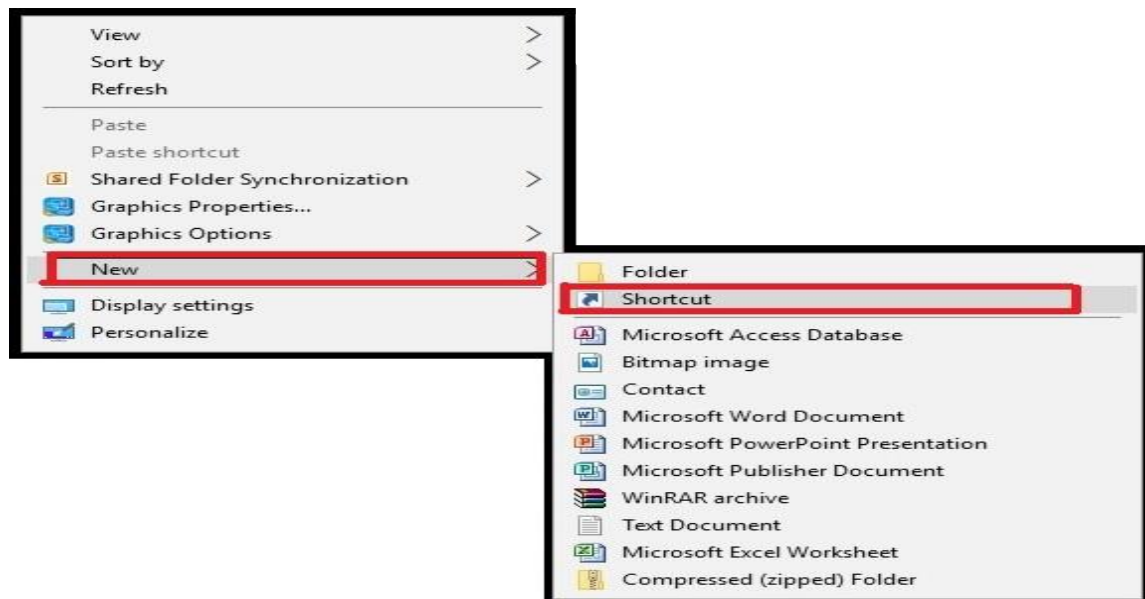 View
Sort by
Refresh
Paste
Paste shortcut
Shared Folder Synchronization
Graphics Properties...
Graphics Options
New
Display settings
Personalize
Folder
Shortcut
Microsoft Access Database
Bitmap image
Contact
Microsoft Word Document
Microsoft PowerPoint Presentation
Microsoft Publisher Document
WinRAR archive
Text Document
Microsoft Excel Worksheet
Compressed (zipped) Folder